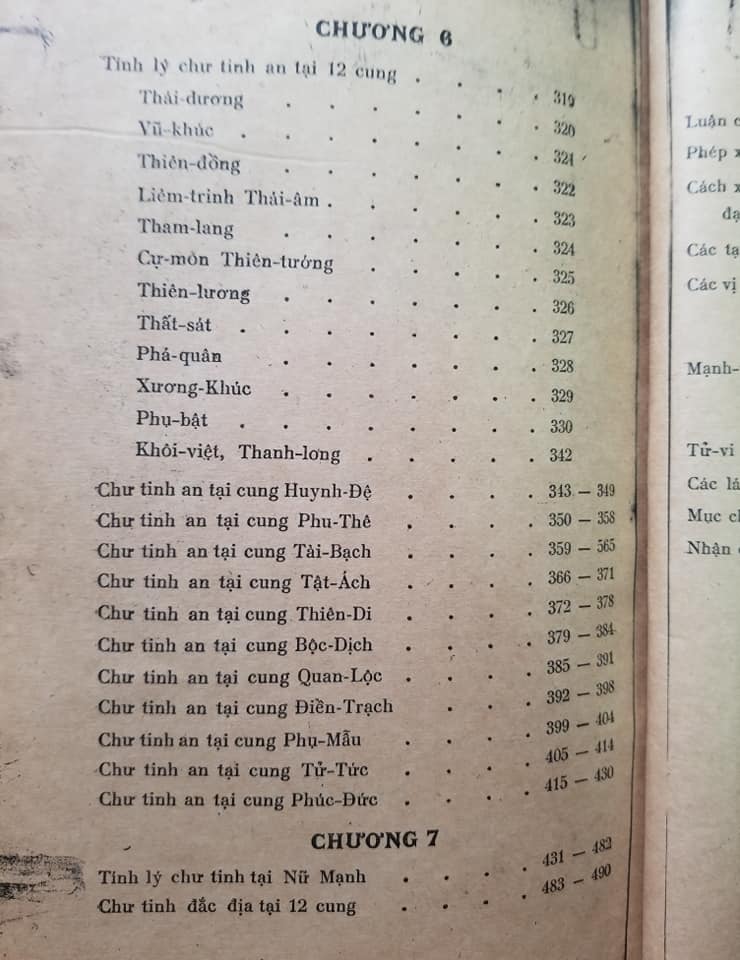 CHƯƠNG 6
Tính lý chư tinh an tại 12 cung . . . . 319
Thái-dương . . . . 320
Vũ-khúc . . . . . 321
Thiên-đồng . . . . 322
Liêm-trinh Thái-âm . . . . 323
Tham-lang . . . . 324
Cự-môn Thiên-tướng . . . 325
Thiên-lương . . . . 326
Thất-sát . . . . . 327
Phá-quân . . . . 328
Xương-Khúc . . . . 329
Phụ-bật . . . . . 330
Khôi-việt, Thanh-long . . . 342
Chư tinh an tại cung Huynh-Đệ . . . . 343 — 349
Chư tinh an tại cung Phu-Thê . . . . 350 — 358
Chư tinh an tại cung Tài-Bạch . . . . 359 — 565
Chư tinh an tại cung Tật-Ách . . . . 366 — 371
Chư tinh an tại cung Thiên-Di . . . . 372 — 378
Chư tinh an tại cung Bộc-Dịch . . . . 379 — 384
Chư tinh an tại cung Quan-Lộc . . . . 385 — 391
Chư tinh an tại cung Điền-Trạch . . . 392 — 398
Chư tinh an tại cung Phụ-Mẫu . . . . 399 — 404
Chư tinh an tại cung Tử-Tức . . . . 405 — 414
Chư tinh an tại cung Phúc-Đức . . . . 415 — 430
CHƯƠNG 7
Tính lý chư tinh tại Nữ Mạnh . . . . 431 — 482
Chư tinh đắc địa tại 12 cung . . . . 483 — 490
Luận
Phép
Cách
Các
Các vị
Mạnh-
Tử-vi
Các lá
Mục
Nhận